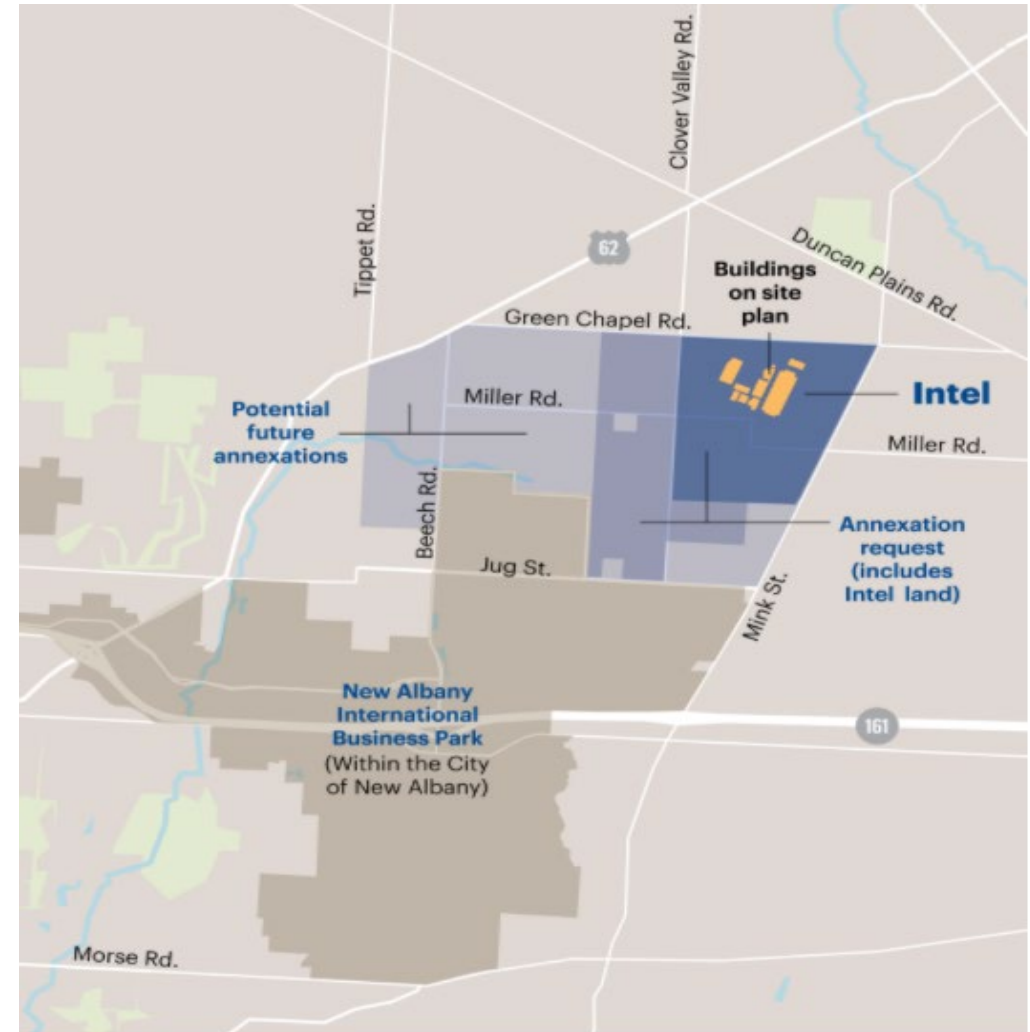 Clover Valley Rd.
Tippet Rd.
62
Duncan Plains Rd.
Buildings
on site
plan
Green Chapel Rd.
Intel
Miller Rd.
Potential
future
annexations
Miller Rd.
Beech Rd.
Annexation
request
(includes
Intel land)
Jug St.
Mink St.
New Albany
International
Business Park
(Within the City
of New Albany)
161
Morse Rd.